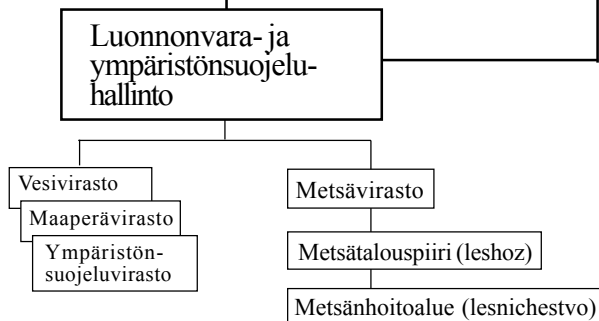 Luonnonvara- ja
ympäristönsuojelu-
hallinto
Vesivirasto
Maaperävirasto
Ympäristön-
suojeluvirasto
Metsävirasto
Metsätalouspiiri (leshoz)
Metsänhoitoalue (lesnichestvo)